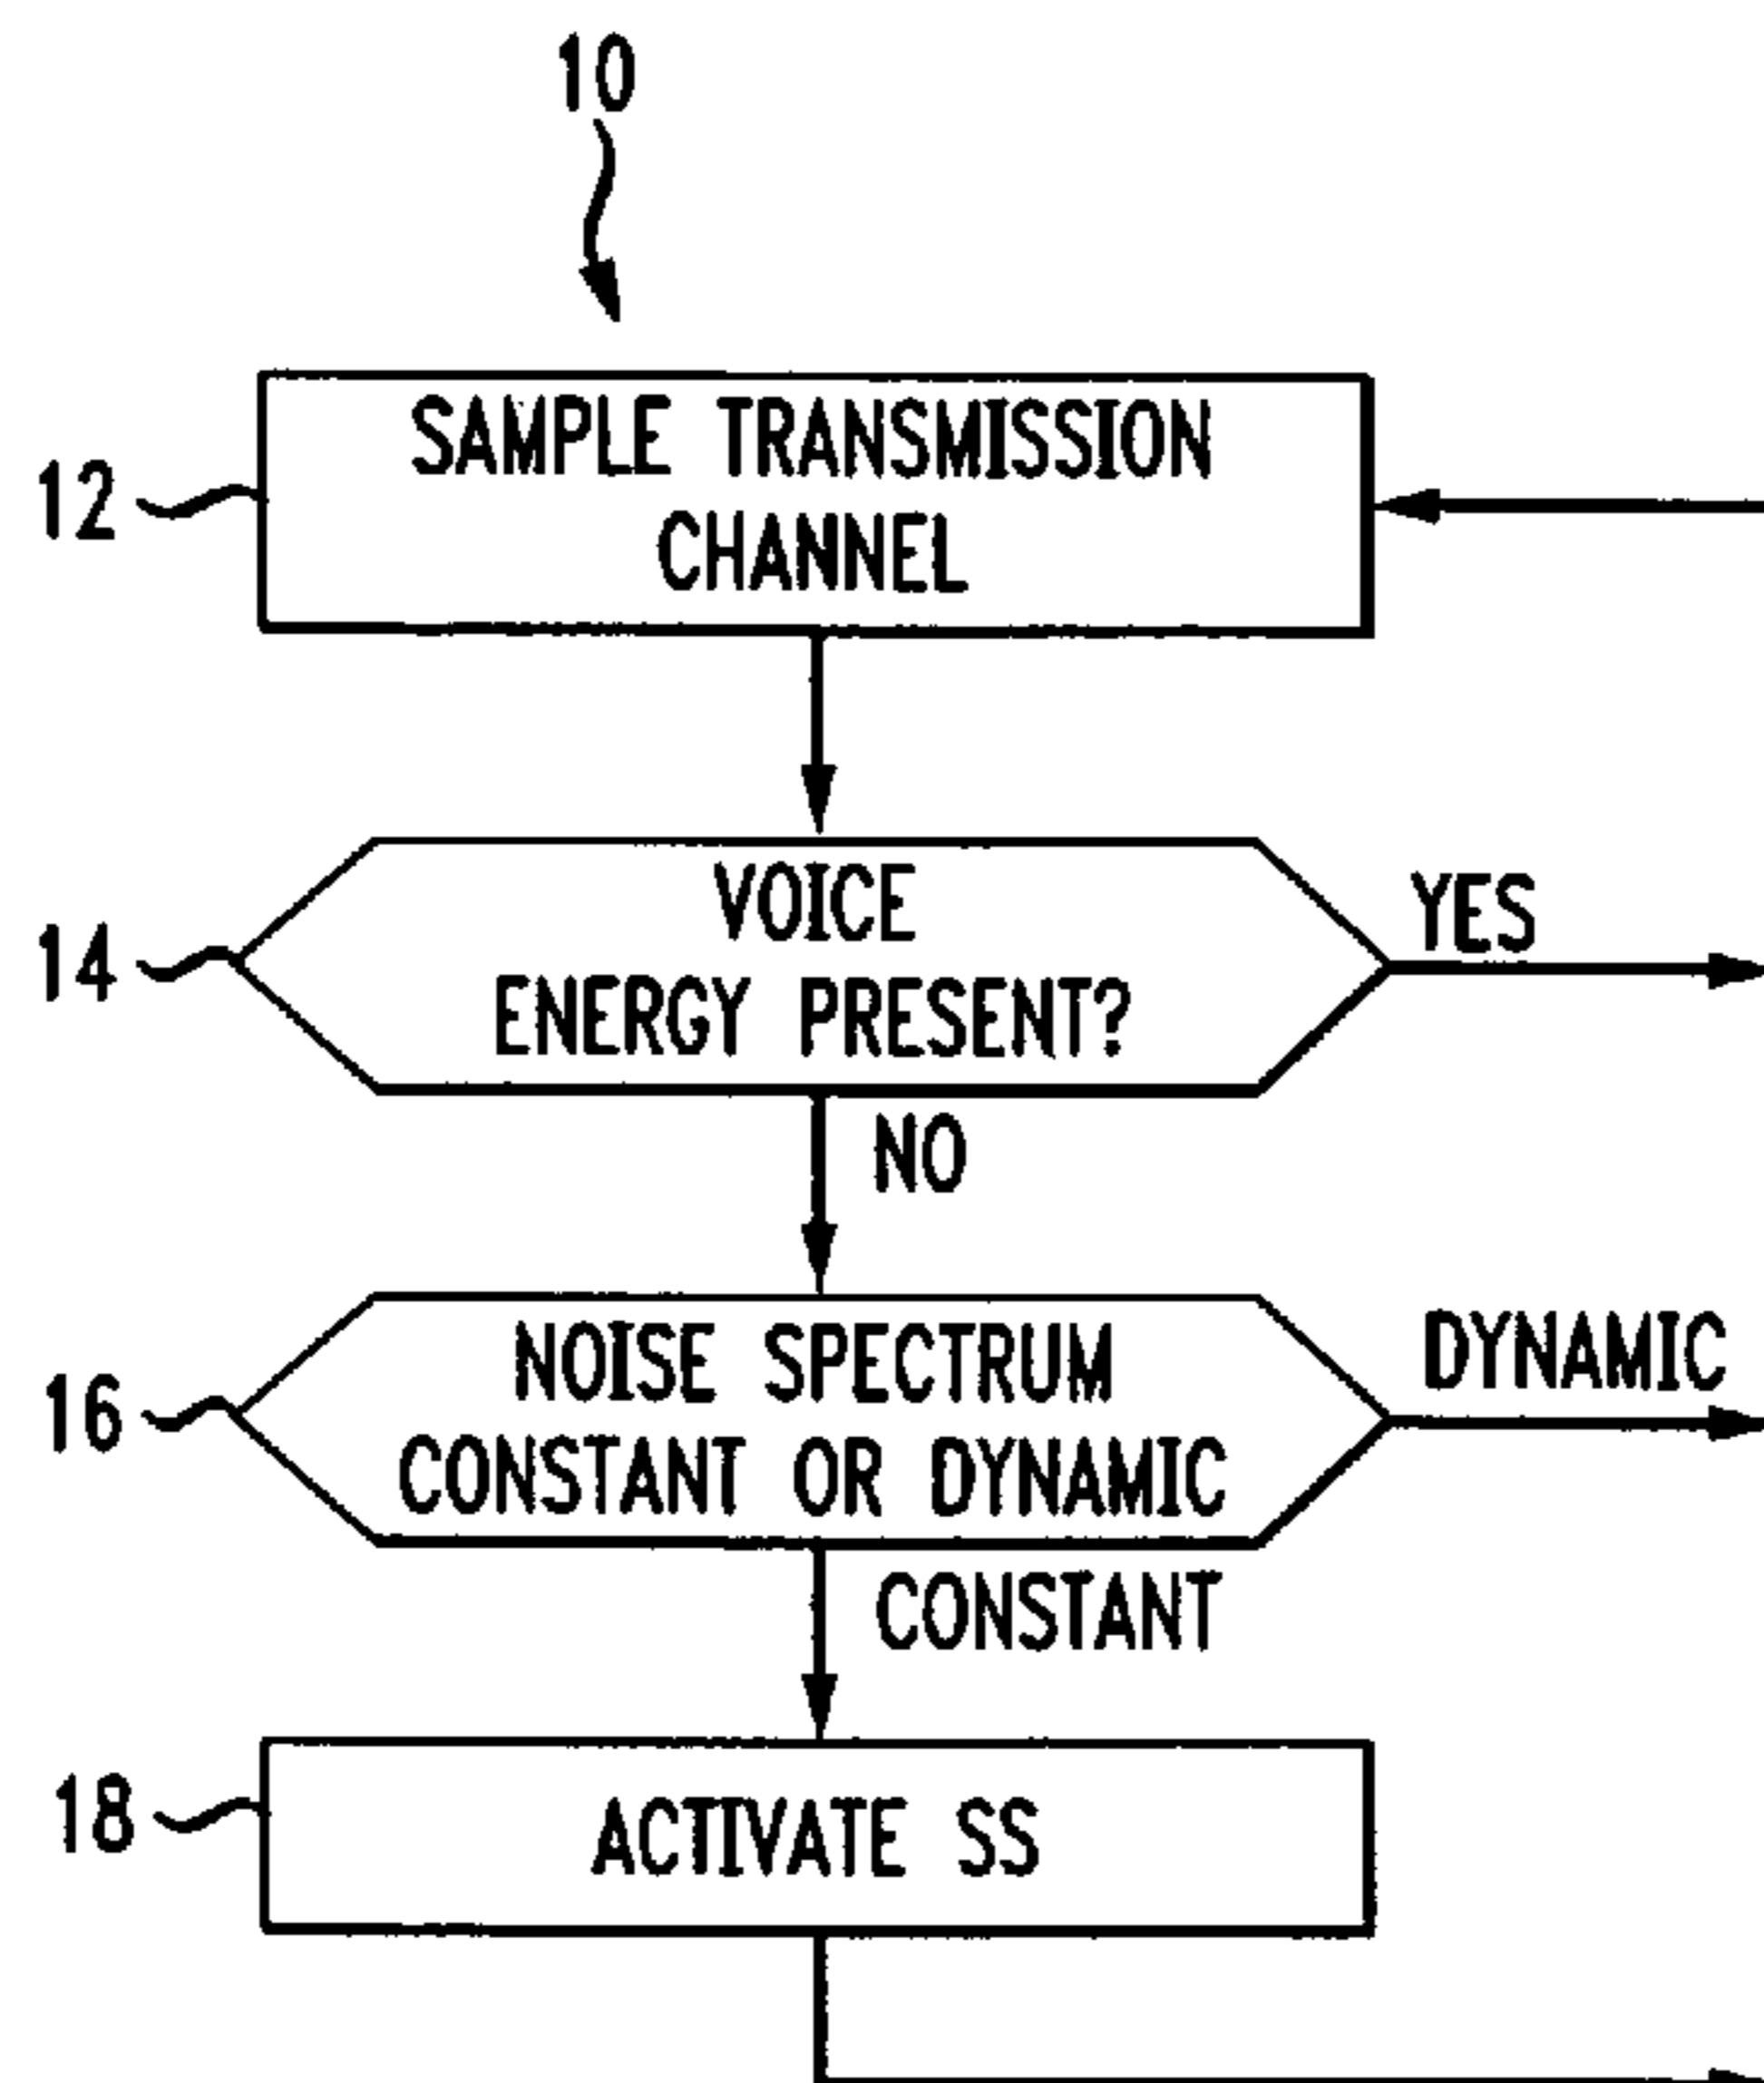 10
12
SAMPLE TRANSMISSION
CHANNEL
14
VOICE
ENERGY PRESENT?
YES
NO
16
NOISE SPECTRUM
CONSTANT OR DYNAMIC
DYNAMIC
CONSTANT
18
ACTIVATE SS